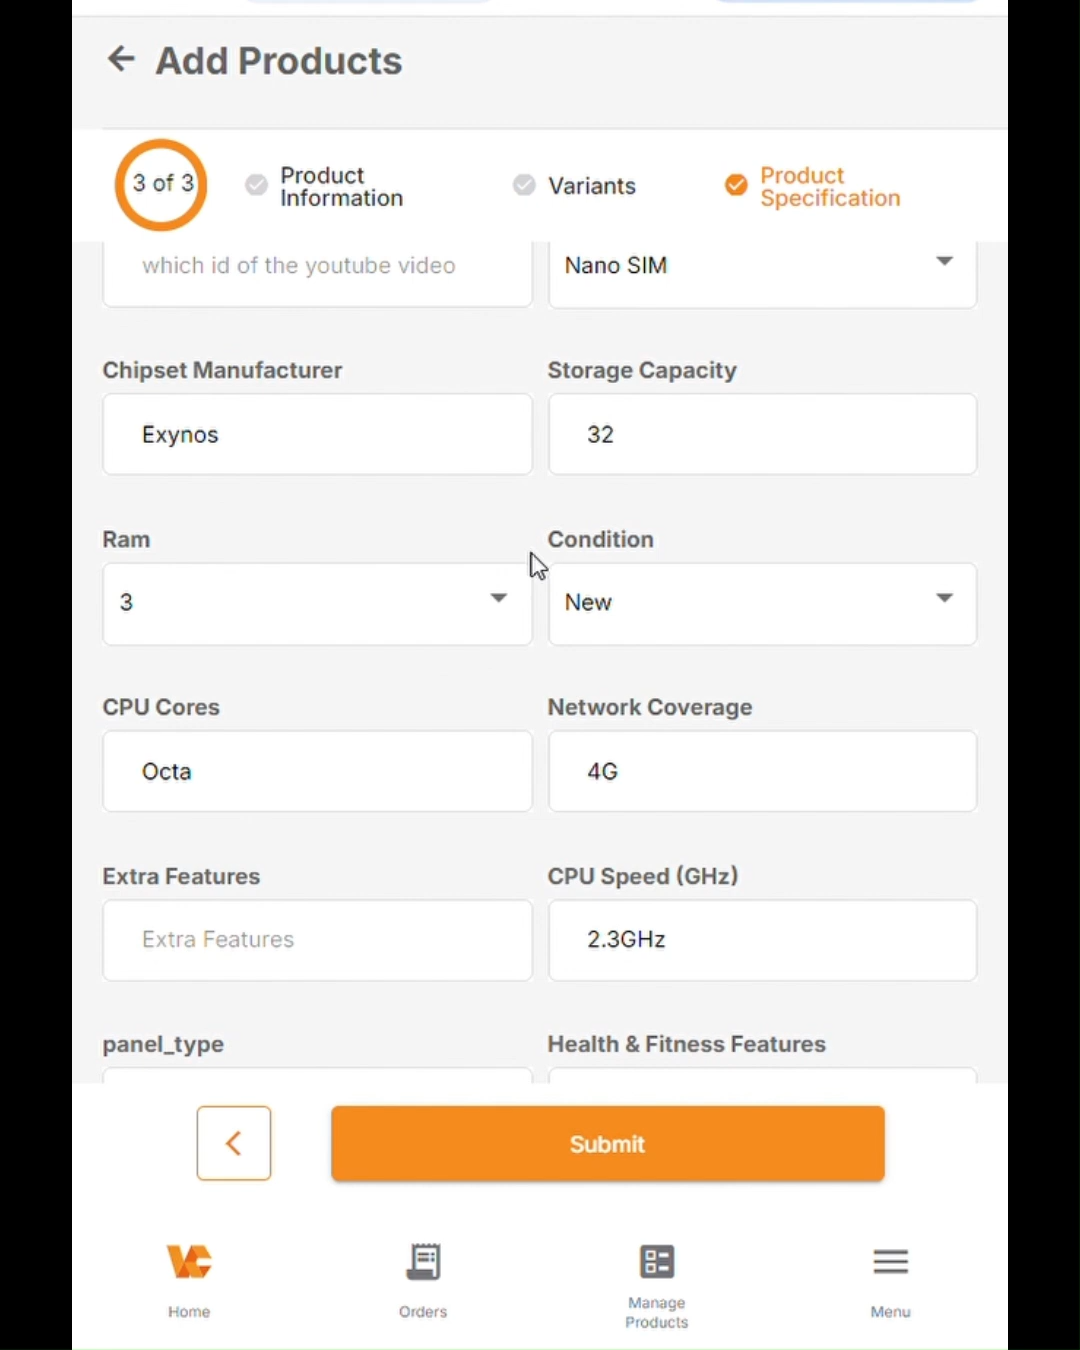 Add Products
3 of 3
Product
Information
Variants
Product
Specification
which id of the youtube video
Nano SIM
Chipset Manufacturer
Storage Capacity
Exynos
32
Ram
Condition
3
New
CPU Cores
Network Coverage
Octa
4G
Extra Features
CPU Speed (GHz)
Extra Features
2.3GHz
panel_type
Health & Fitness Features
Submit
Home
Orders
Manage
Products
Menu